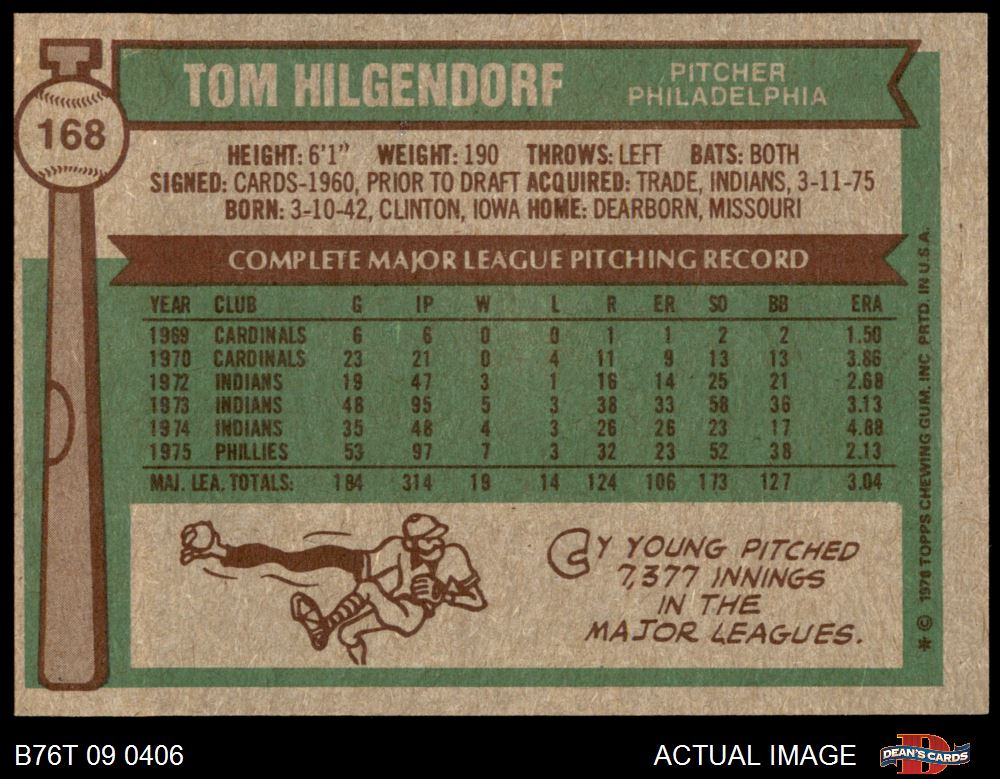 168
TOM HILGENDORF
PITCHER
PHILADELPHIA
HEIGHT: 6'1" WEIGHT: 190 THROWS: LEFT BATS: BOTH
SIGNED: CARDS-1960, PRIOR TO DRAFT ACQUIRED: TRADE, INDIANS, 3-11-75
BORN: 3-10-42, CLINTON, IOWA HOME: DEARBORN, MISSOURI
COMPLETE MAJOR LEAGUE PITCHING RECORD
YEAR CLUB G IP W L R ER SO BB ERA
1969 CARDINALS 6 6 0 0 1 1 2 2 1.50
1970 CARDINALS 23 21 0 4 11 9 13 13 3.86
1972 INDIANS 19 47 3 1 16 14 25 21 2.68
1973 INDIANS 48 95 5 3 38 33 58 36 3.13
1974 INDIANS 35 48 4 3 26 26 23 17 4.88
1975 PHILLIES 53 97 7 3 32 23 52 38 2.13
MAJ. LEA. TOTALS: 184 314 19 14 124 106 173 127 3.04
CY YOUNG PITCHED
7,377 INNINGS
IN THE
MAJOR LEAGUES.
* © 1976 TOPPS CHEWING GUM, INC PRTD. IN U.S.A.
B76T 09 0406
ACTUAL IMAGE
DEAN'S CARDS